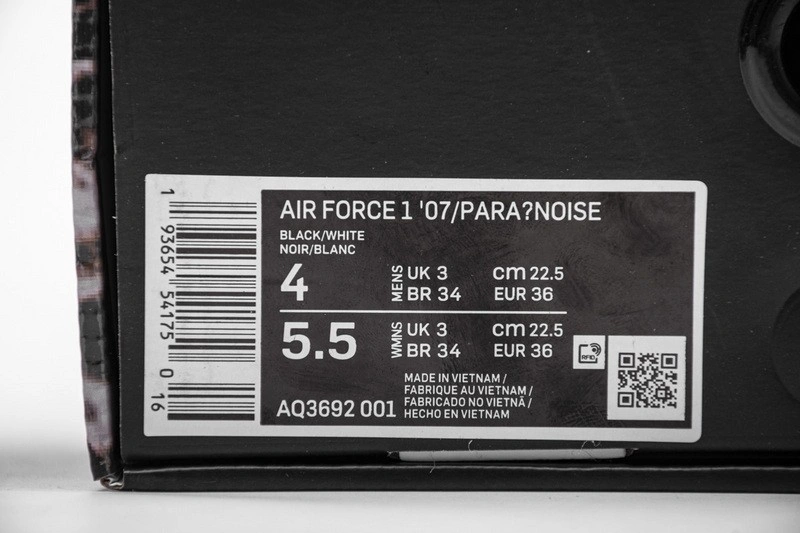 AIR FORCE 1 '07/PARA?NOISE
BLACK/WHITE
NOIR/BLANC
4 MENS UK 3 cm 22.5
BR 34 EUR 36
5.5 WMNS UK 3 cm 22.5
BR 34 EUR 36
RFID
MADE IN VIETNAM /
FABRIQUE AU VIETNAM /
FABRICADO NO VIETNÃ /
HECHO EN VIETNAM
AQ3692 001
1 93654 54175 0 16